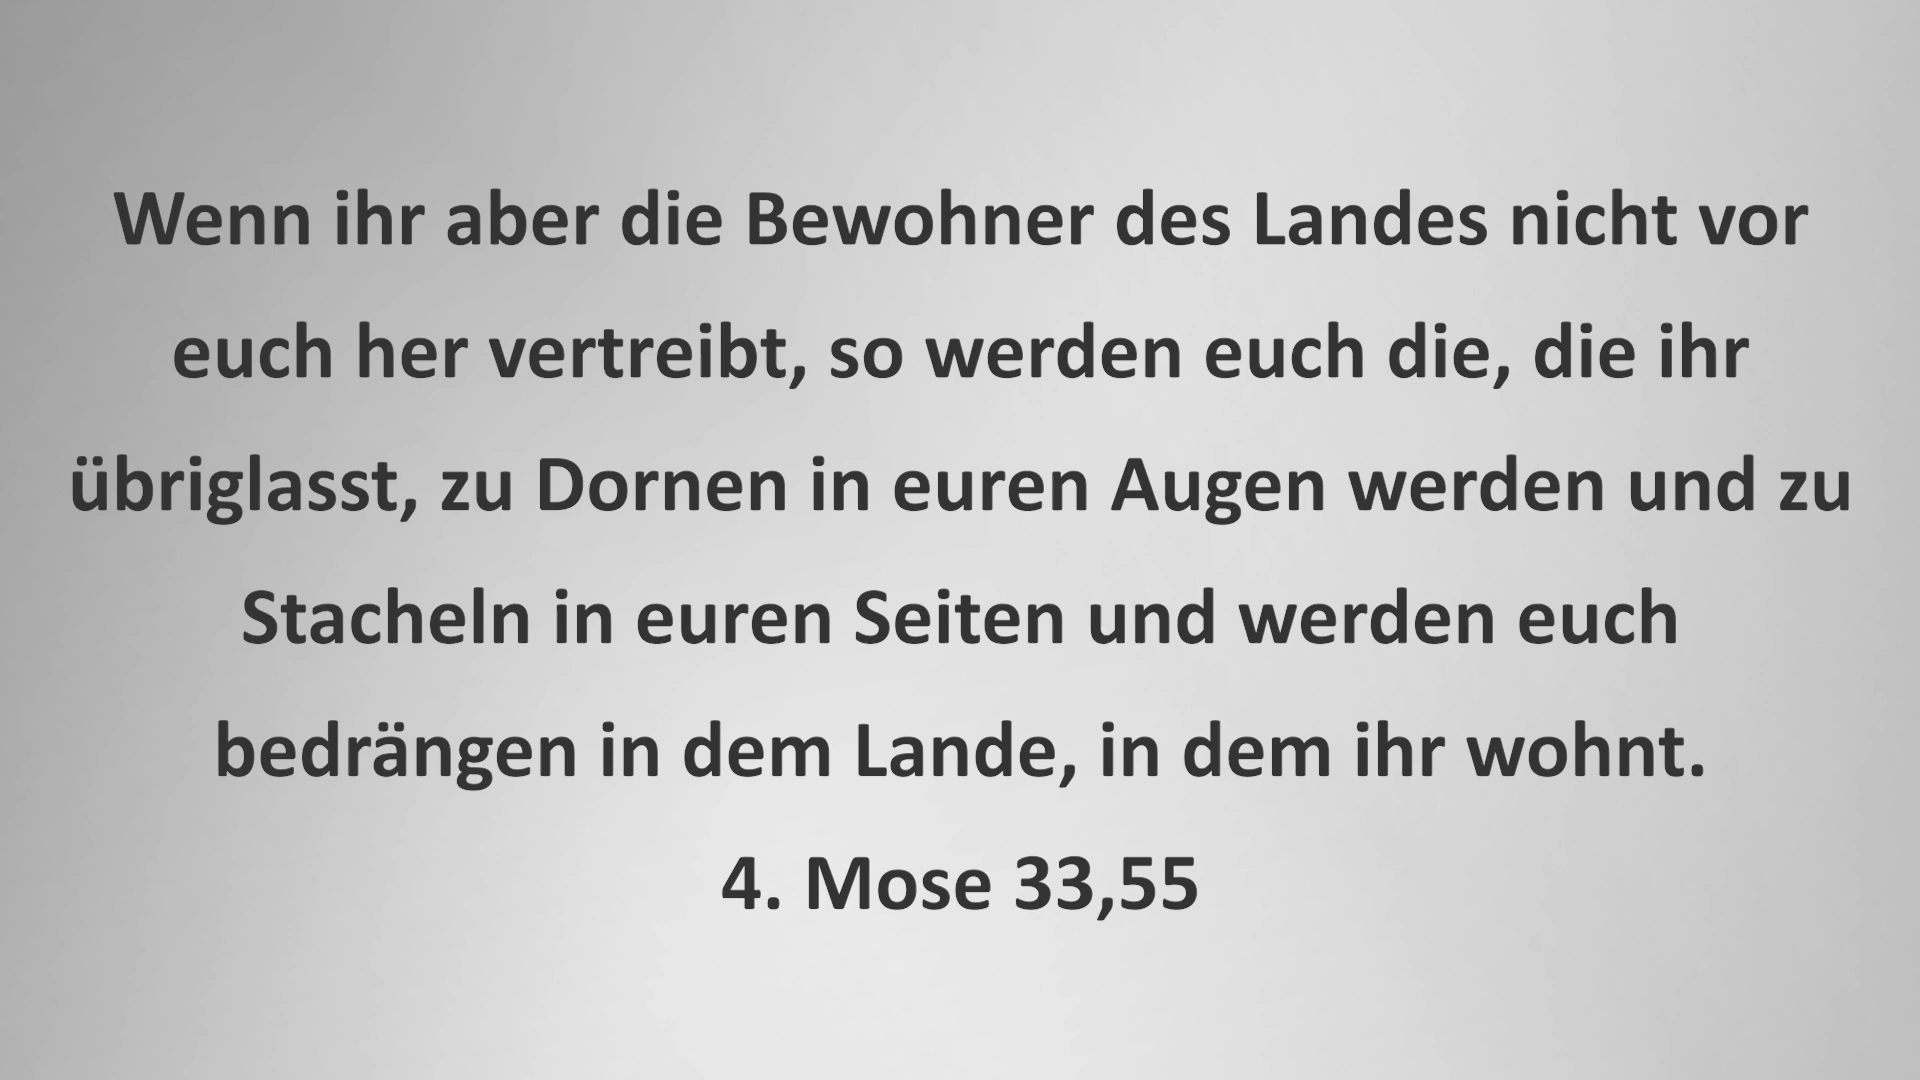 Wenn ihr aber die Bewohner des Landes nicht vor
euch her vertreibt, so werden euch die, die ihr
übriglasst, zu Dornen in euren Augen werden und zu
Stacheln in euren Seiten und werden euch
bedrängen in dem Lande, in dem ihr wohnt.
4. Mose 33,55